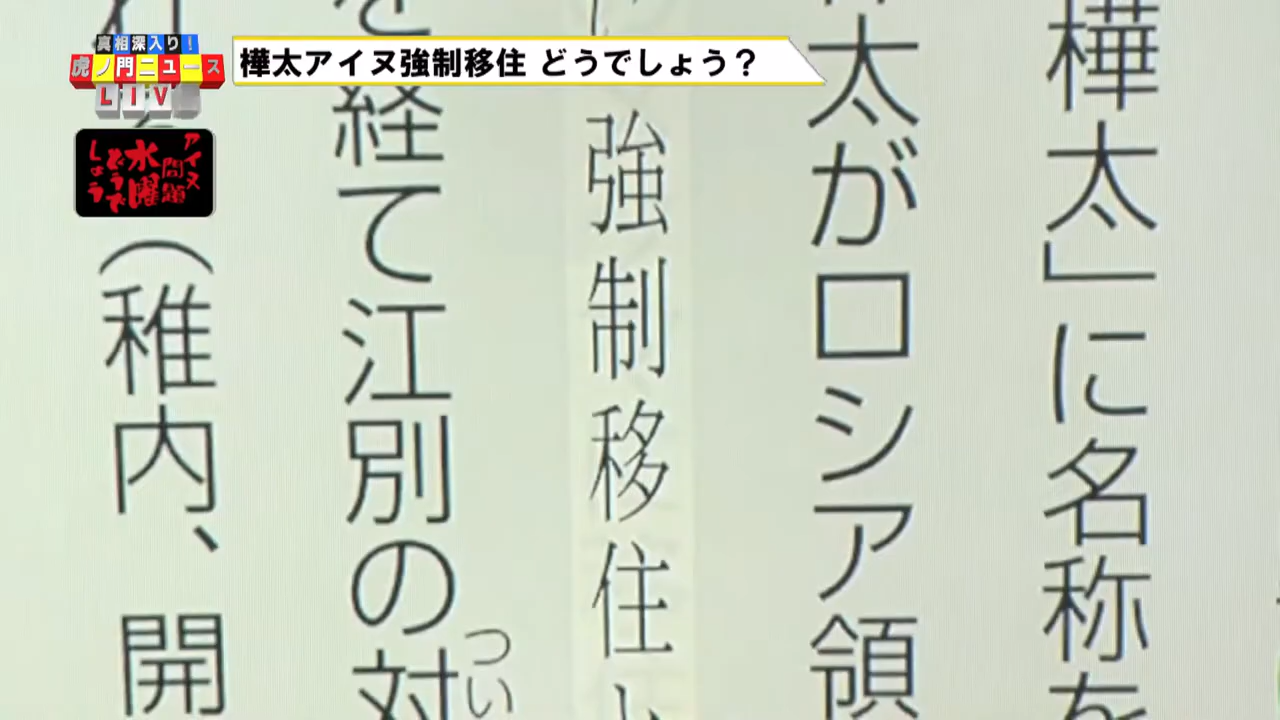 真相深入り!
虎ノ門ニュース
LIV
樺太アイヌ強制移住 どうでしょう?
アイヌ
問題
水曜
どうで
しょう
樺太」に名称を
太がロシア領
強制移住
を経て江別の対
つい
(稚内、開